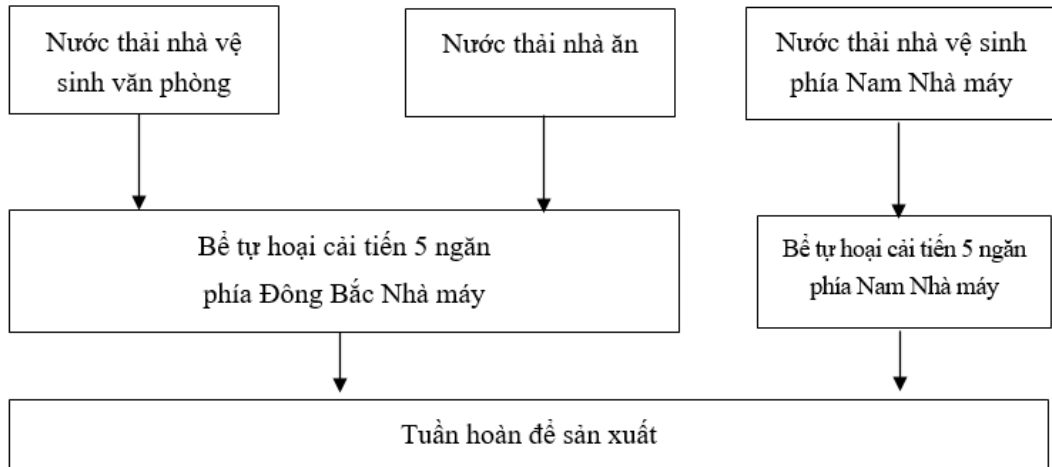 Nước thải nhà vệ
sinh văn phòng
Nước thải nhà ăn
Nước thải nhà vệ sinh
phía Nam Nhà máy
Bể tự hoại cải tiến 5 ngăn
phía Đông Bắc Nhà máy
Bể tự hoại cải tiến 5 ngăn
phía Nam Nhà máy
Tuần hoàn để sản xuất